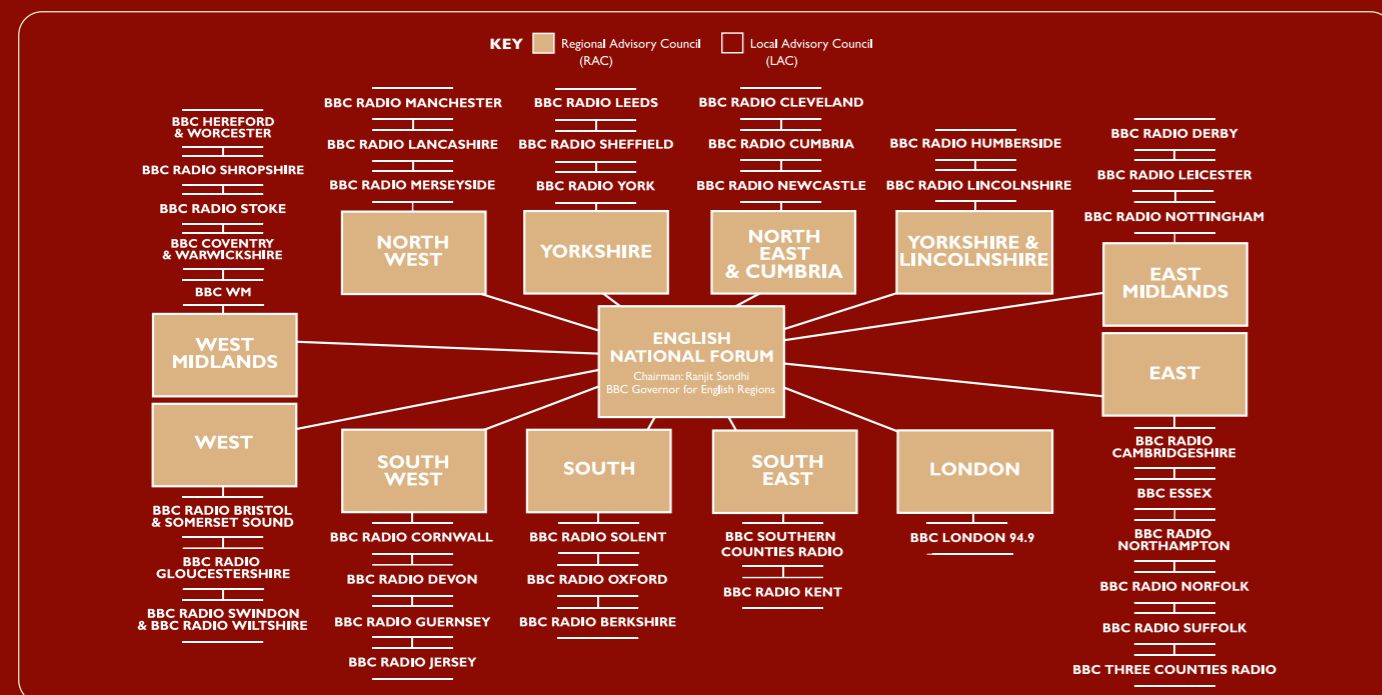 KEY
Regional Advisory Council
(RAC)
Local Advisory Council
(LAC)
BBC HEREFORD
& WORCESTER
BBC RADIO SHROPSHIRE
BBC RADIO STOKE
BBC COVENTRY
& WARWICKSHIRE
BBC WM
WEST
MIDLANDS
BBC RADIO MANCHESTER
BBC RADIO LANCASHIRE
BBC RADIO MERSEYSIDE
NORTH
WEST
BBC RADIO LEEDS
BBC RADIO SHEFFIELD
BBC RADIO YORK
YORKSHIRE
BBC RADIO CLEVELAND
BBC RADIO CUMBRIA
BBC RADIO NEWCASTLE
NORTH
EAST
& CUMBRIA
BBC RADIO HUMBERSIDE
BBC RADIO LINCOLNSHIRE
YORKSHIRE &
LINCOLNSHIRE
BBC RADIO DERBY
BBC RADIO LEICESTER
BBC RADIO NOTTINGHAM
EAST
MIDLANDS
ENGLISH
NATIONAL FORUM
Chairman: Ranjit Sondhi
BBC Governor for English Regions
WEST
BBC RADIO BRISTOL
& SOMERSET SOUND
BBC RADIO
GLOUCESTERSHIRE
BBC RADIO SWINDON
& BBC RADIO WILTSHIRE
SOUTH
WEST
BBC RADIO CORNWALL
BBC RADIO DEVON
BBC RADIO GUERNSEY
BBC RADIO JERSEY
SOUTH
BBC RADIO SOLENT
BBC RADIO OXFORD
BBC RADIO BERKSHIRE
SOUTH
EAST
BBC SOUTHERN
COUNTIES RADIO
BBC RADIO KENT
LONDON
BBC LONDON 94.9
EAST
BBC RADIO
CAMBRIDGESHIRE
BBC ESSEX
BBC RADIO
NORTHAMPTON
BBC RADIO NORFOLK
BBC RADIO SUFFOLK
BBC THREE COUNTIES RADIO